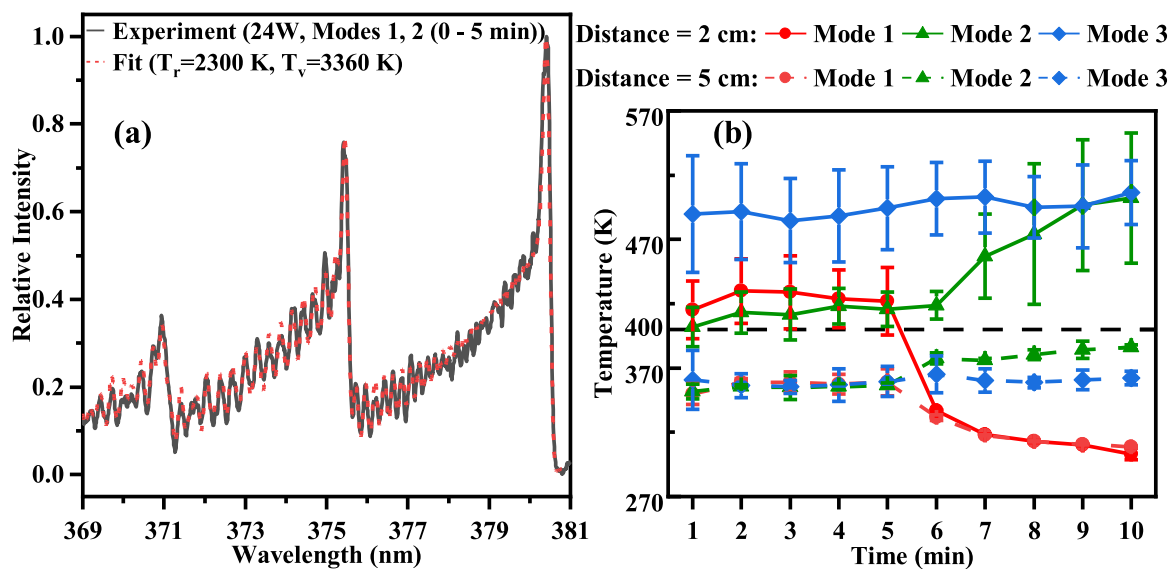 Experiment (24W, Modes 1, 2 (0 - 5 min))
Fit (Tr=2300 K, Tv=3360 K)
(a)
Relative Intensity
1.0
0.8
0.6
0.4
0.2
0.0
369 371 373 375 377 379 381
Wavelength (nm)
Distance = 2 cm: Mode 1 Mode 2 Mode 3
Distance = 5 cm: Mode 1 Mode 2 Mode 3
(b)
Temperature (K)
570
470
400
370
270
1 2 3 4 5 6 7 8 9 10
Time (min)